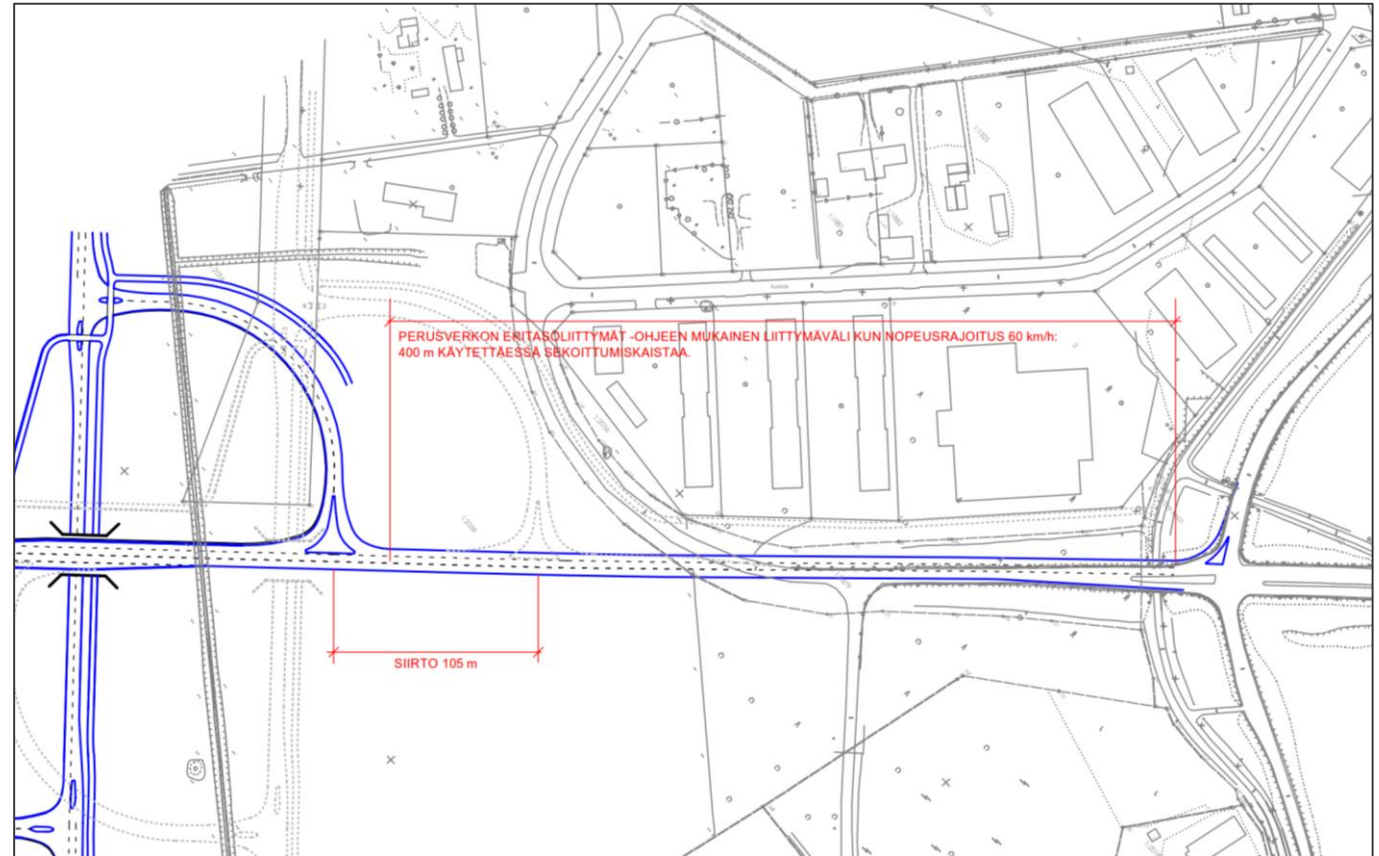 PERUSVERKON ERITASOLIITTYMÄT -OHJEEN MUKAINEN LIITTYMÄVÄLI KUN NOPEUSRAJOITUS 60 km/h:
400 m KÄYTETTÄESSÄ SEKOITTUMISKAISTAA.
SIIRTO 105 m